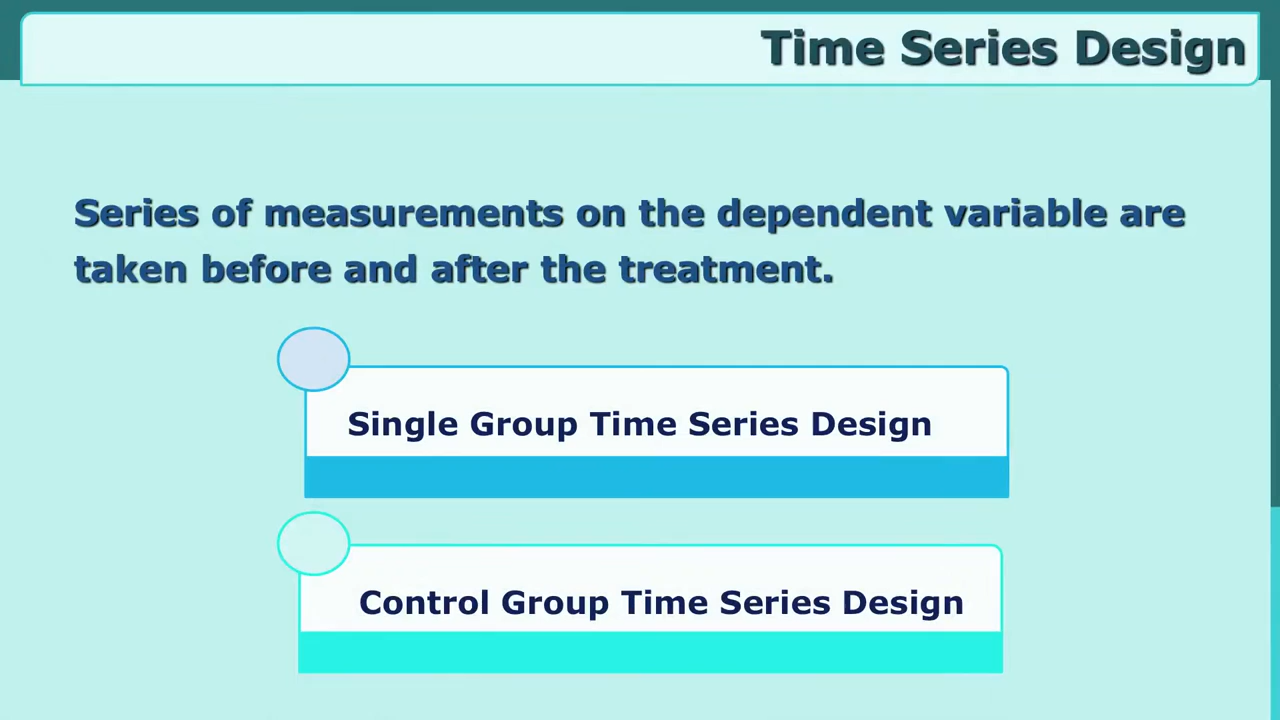 Time Series Design
Series of measurements on the dependent variable are
taken before and after the treatment.
Single Group Time Series Design
Control Group Time Series Design